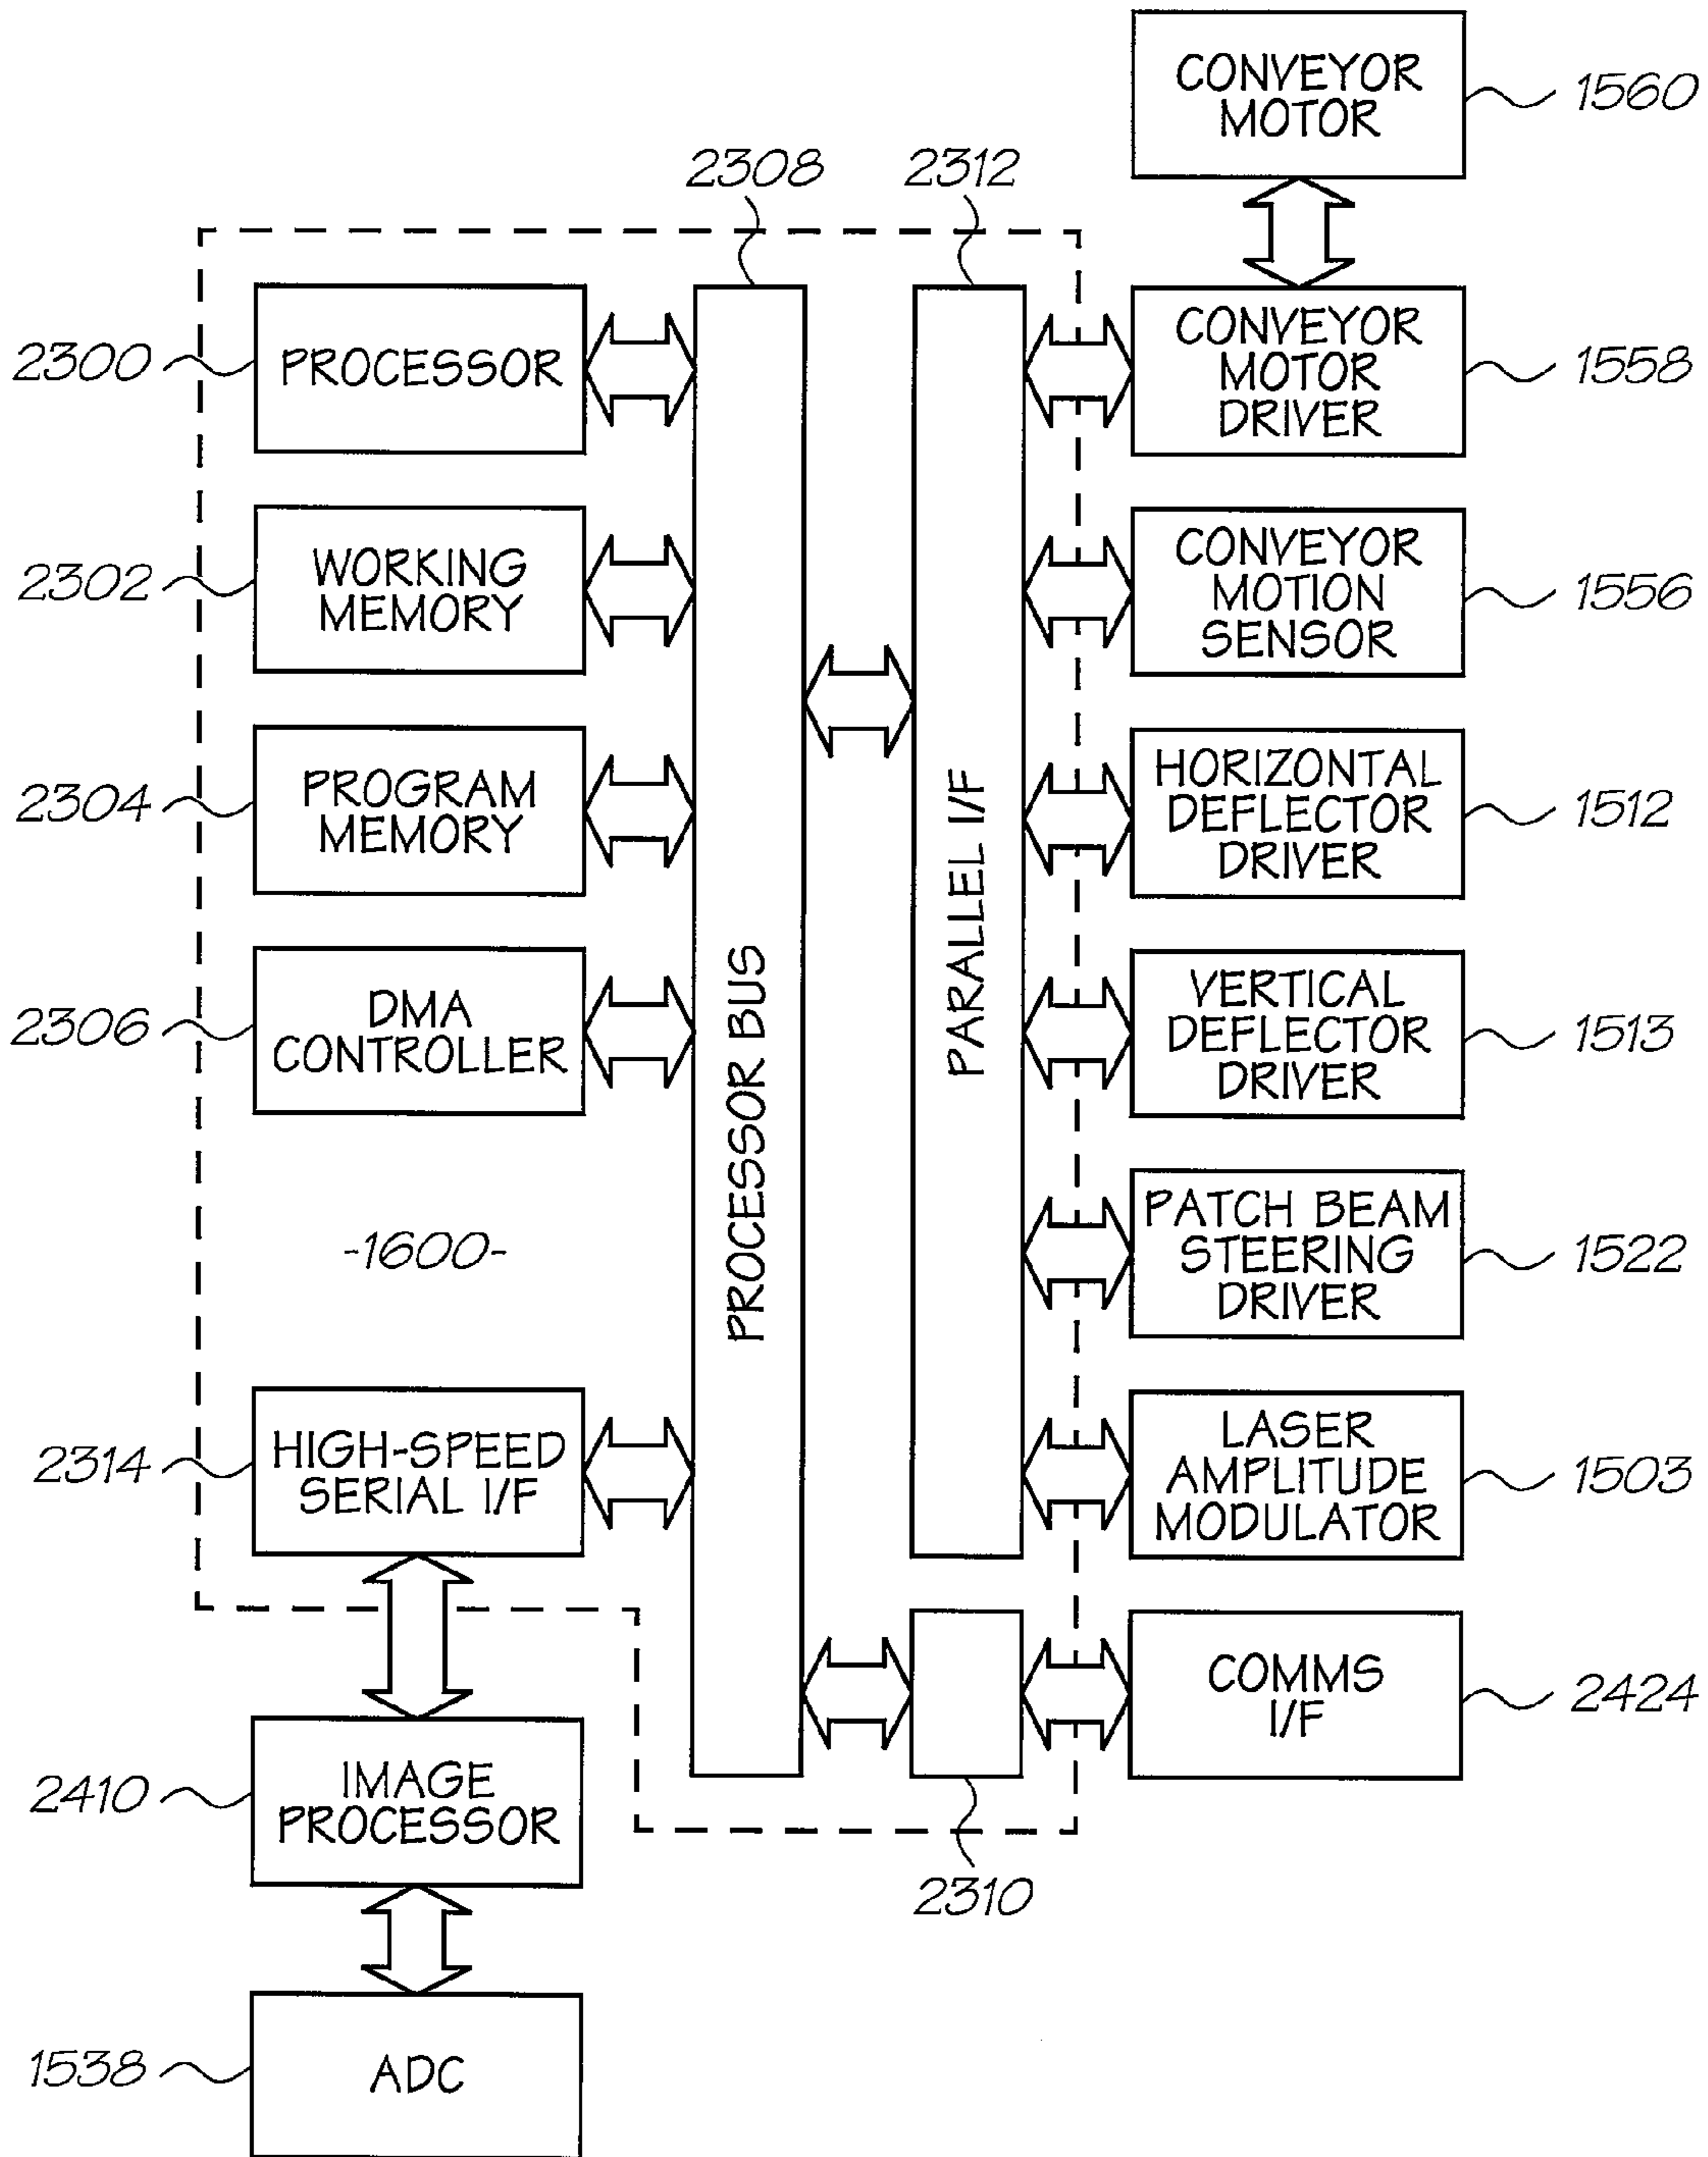 CONVEYOR
MOTOR
1560
2308
2312
2300
PROCESSOR
CONVEYOR
MOTOR
DRIVER
1558
2302
WORKING
MEMORY
CONVEYOR
MOTION
SENSOR
1556
2304
PROGRAM
MEMORY
HORIZONTAL
DEFLECTOR
DRIVER
1512
PROCESSOR BUS
PARALLEL I/F
2306
DMA
CONTROLLER
VERTICAL
DEFLECTOR
DRIVER
1513
-1600-
PATCH BEAM
STEERING
DRIVER
1522
2314
HIGH-SPEED
SERIAL I/F
LASER
AMPLITUDE
MODULATOR
1503
COMMS
I/F
2424
2410
IMAGE
PROCESSOR
2310
1538
ADC